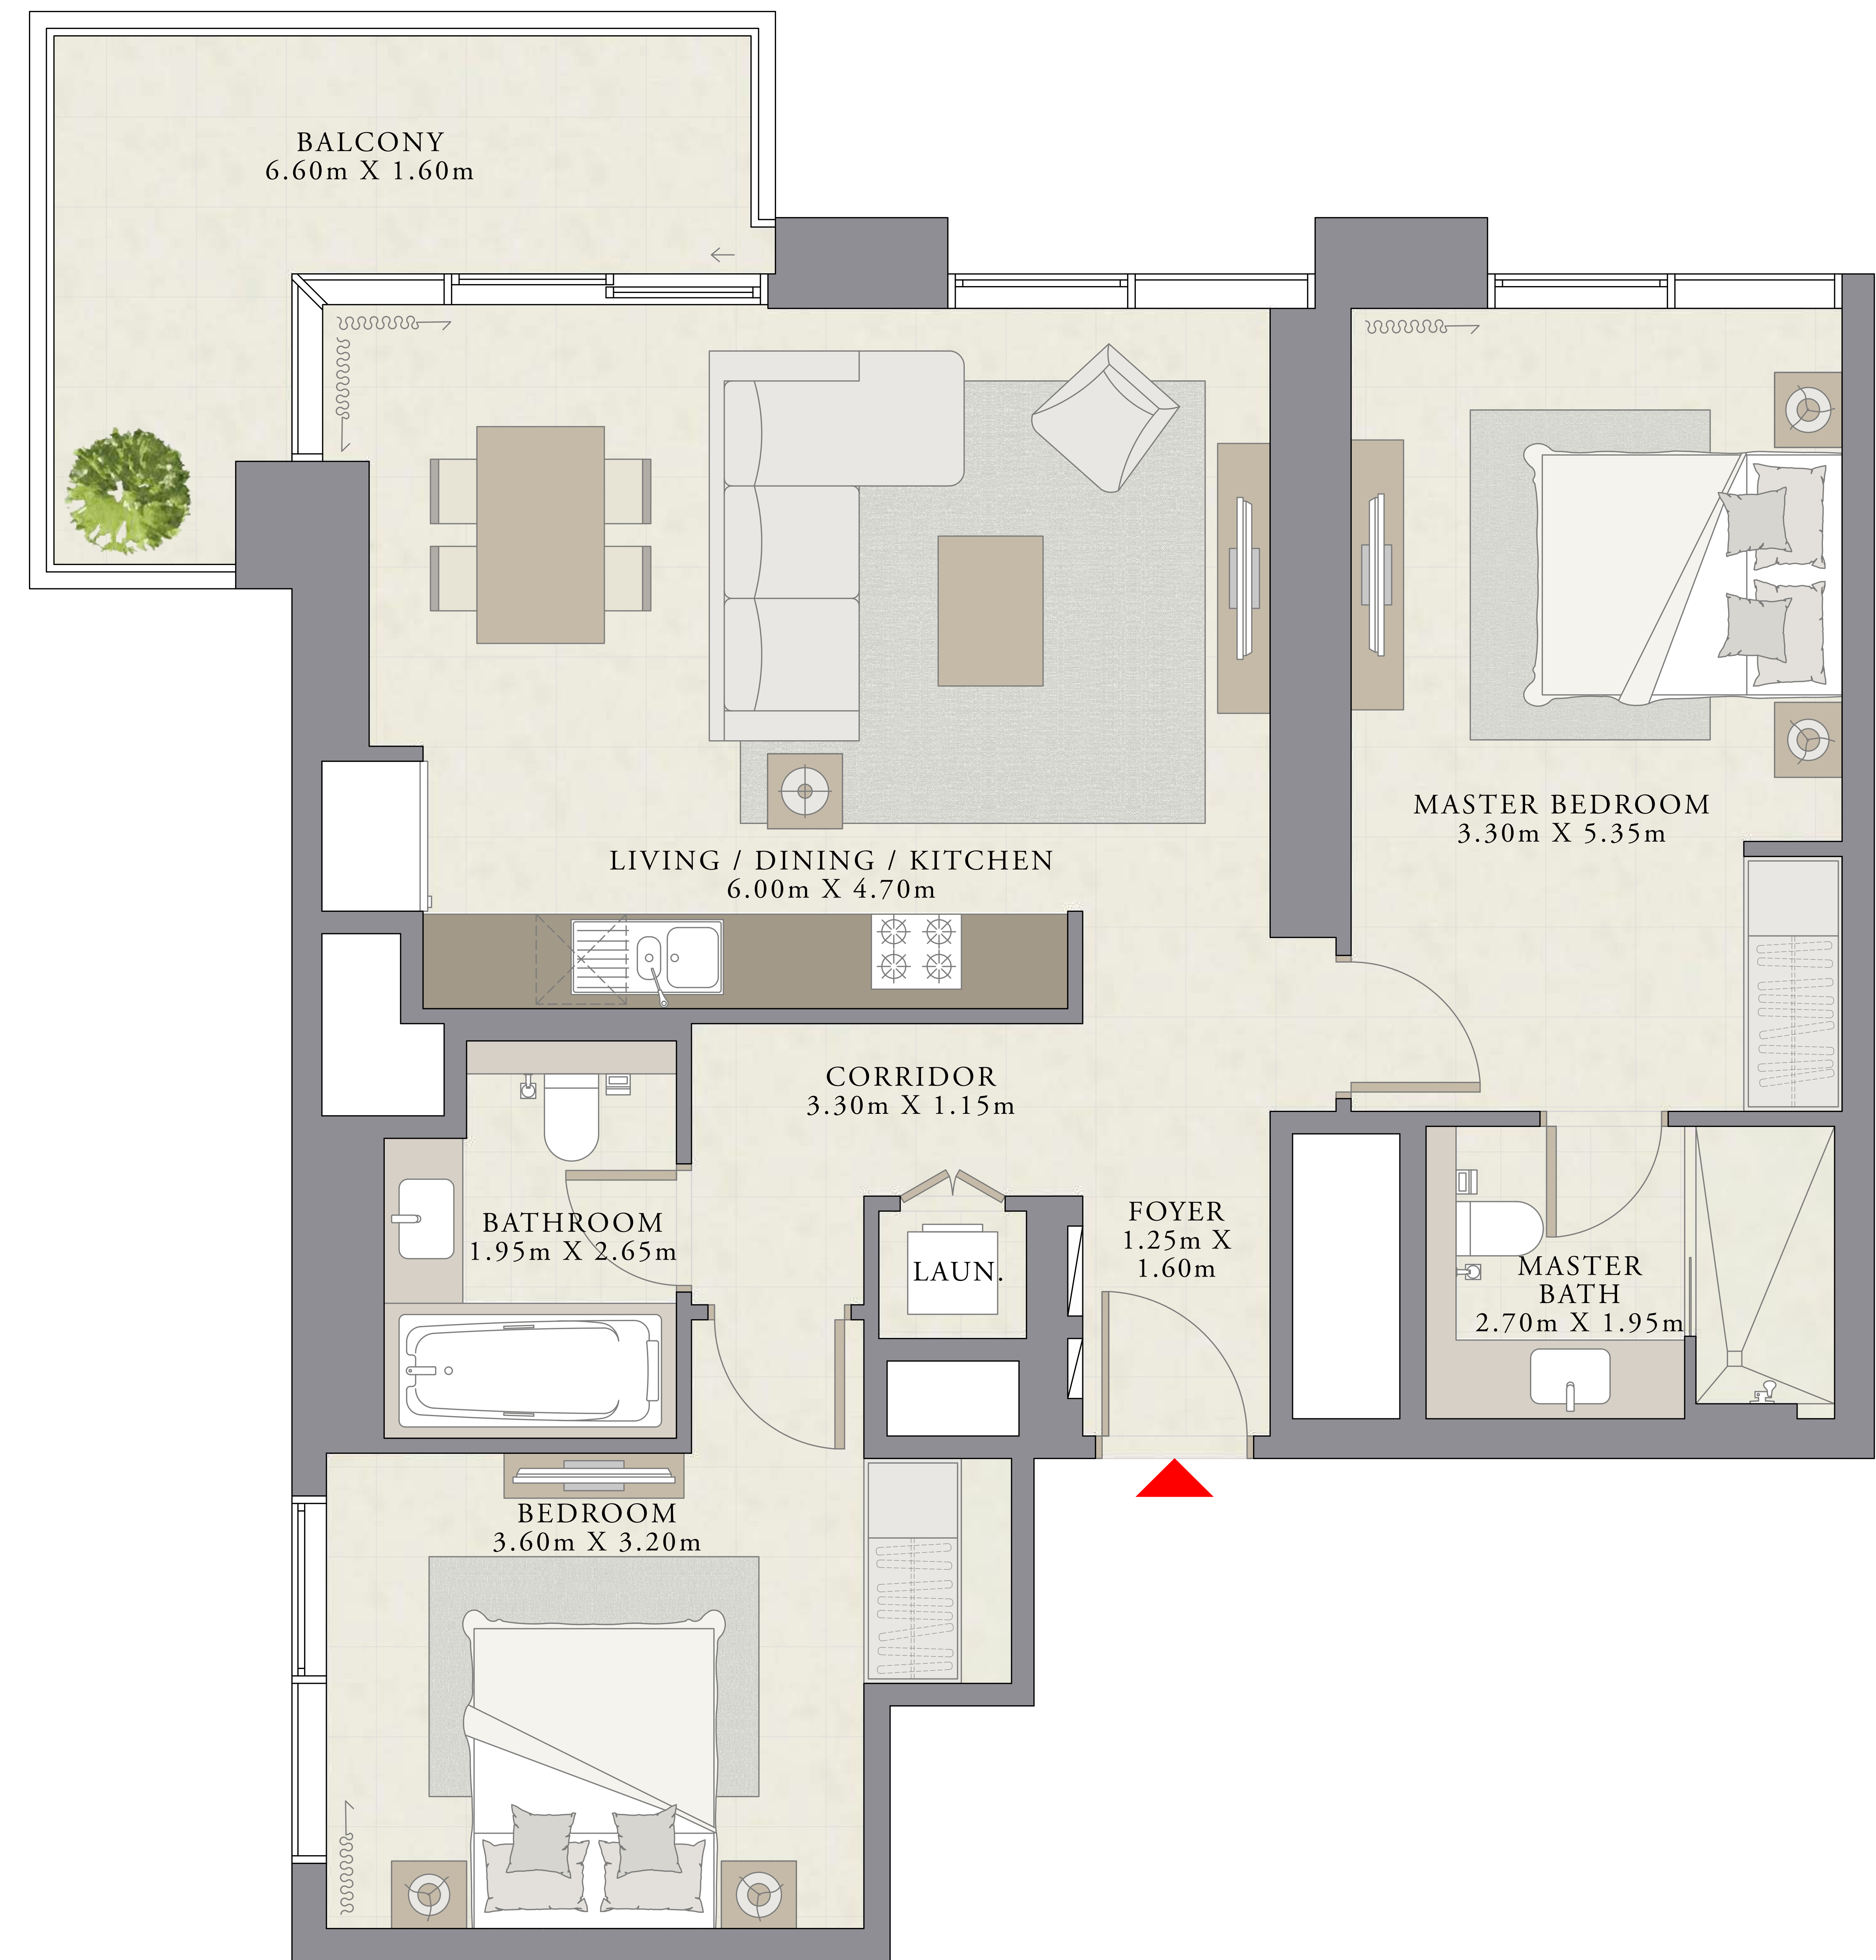 BALCONY
6.60m X 1.60m
MASTER BEDROOM
3.30m X 5.35m
LIVING / DINING / KITCHEN
6.00m X 4.70m
CORRIDOR
3.30m X 1.15m
FOYER
1.25m X
1.60m
BATHROOM
1.95m X 2.65m
LAUN.
MASTER
BATH
2.70m X 1.95m
BEDROOM
3.60m X 3.20m